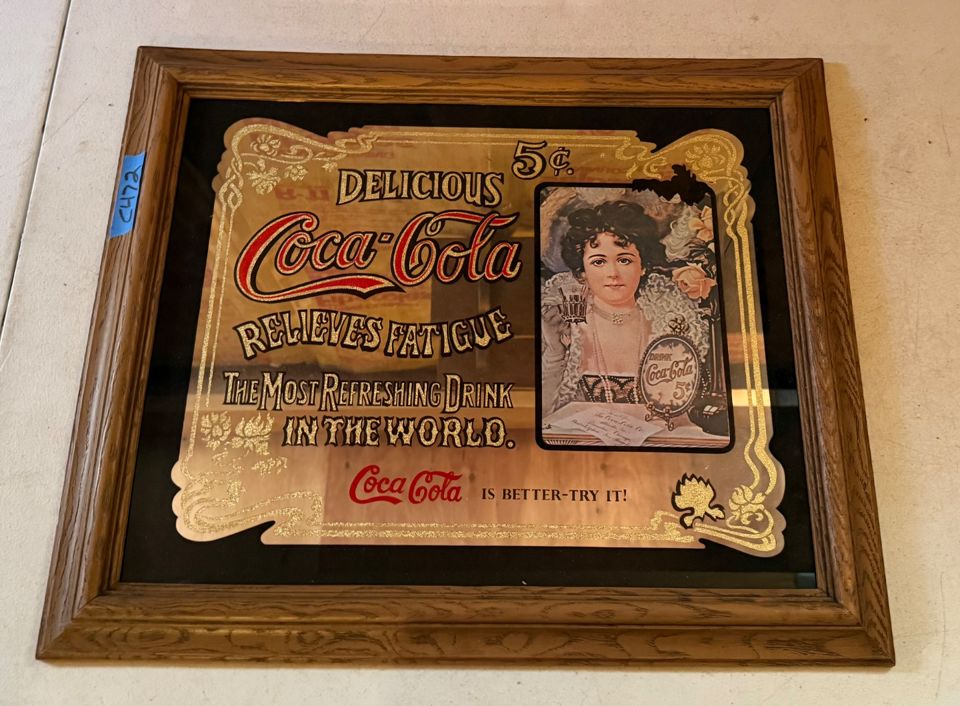 C472
5¢.
DELICIOUS
Coca-Cola
RELIEVES FATIGUE
THE MOST REFRESHING DRINK
IN THE WORLD.
Coca Cola IS BETTER-TRY IT!
DRINK
Coca-Cola
5¢